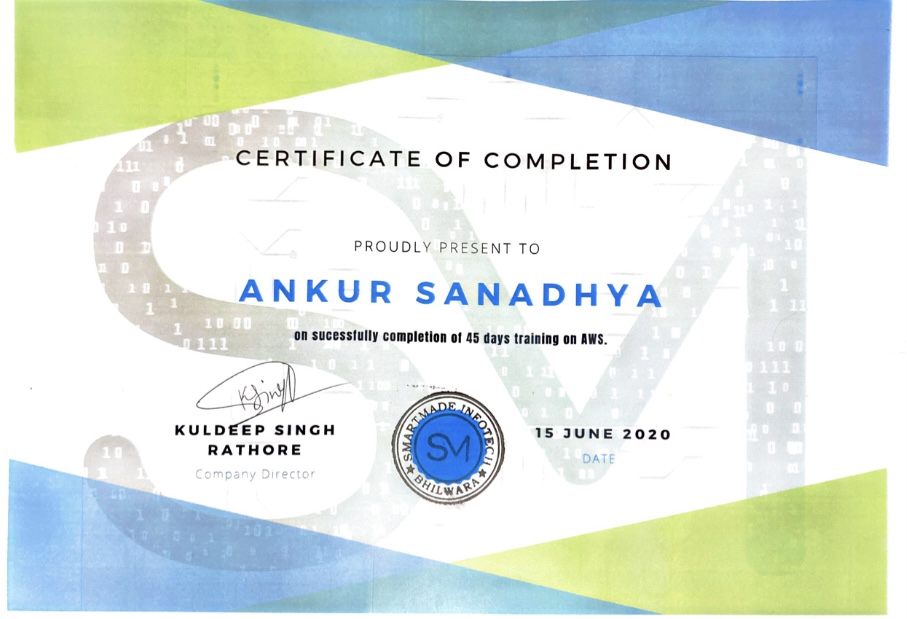 CERTIFICATE OF COMPLETION
PROUDLY PRESENT TO
ANKUR SANADHYA
on sucessfully completion of 45 days training on AWS.
KSingh
KULDEEP SINGH
RATHORE
Company Director
SMARTMADE INFOTECH
SM
★ BHILWARA ★
15 JUNE 2020
DATE